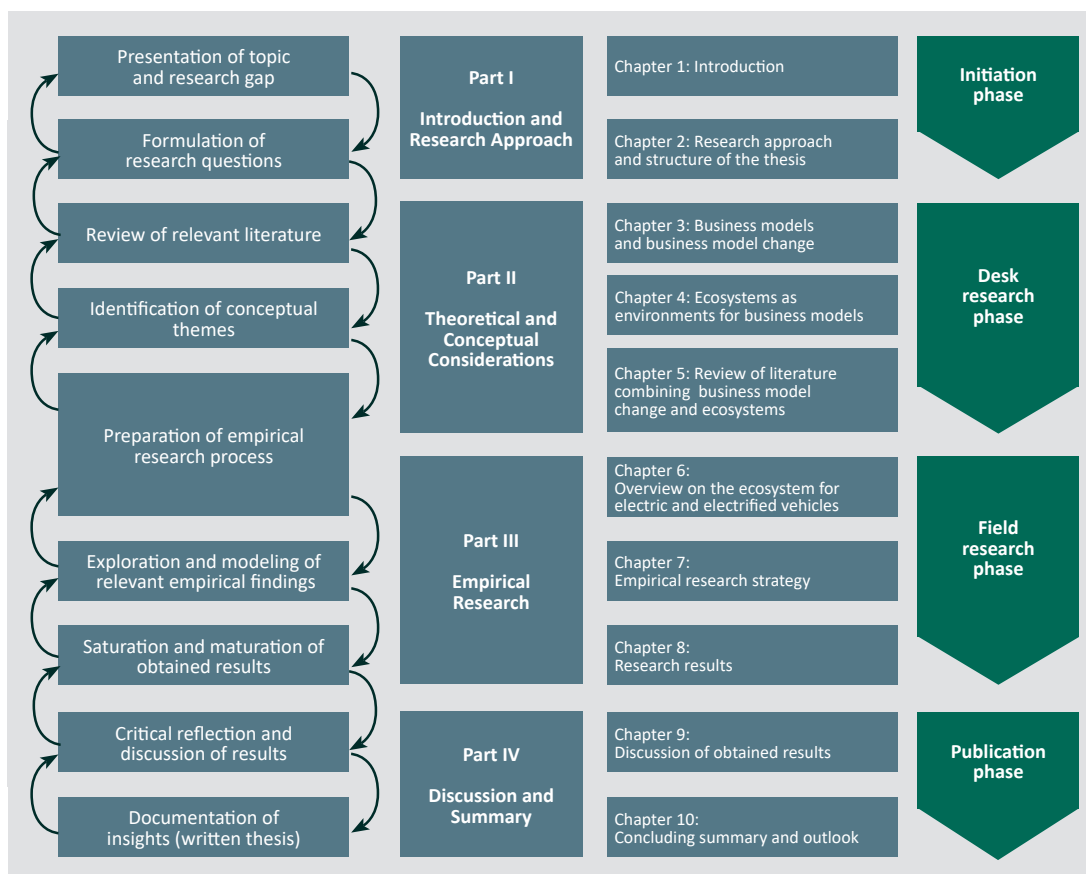 Presentation of topic
and research gap
Formulation of
research questions
Review of relevant literature
Identification of conceptual
themes
Preparation of empirical
research process
Exploration and modeling of
relevant empirical findings
Saturation and maturation of
obtained results
Critical reflection and
discussion of results
Documentation of
insights (written thesis)
Part I
Introduction and
Research Approach
Part II
Theoretical and
Conceptual
Considerations
Part III
Empirical
Research
Part IV
Discussion and
Summary
Chapter 1: Introduction
Chapter 2: Research approach
and structure of the thesis
Chapter 3: Business models
and business model change
Chapter 4: Ecosystems as
environments for business models
Chapter 5: Review of literature
combining business model
change and ecosystems
Chapter 6:
Overview on the ecosystem for
electric and electrified vehicles
Chapter 7:
Empirical research strategy
Chapter 8:
Research results
Chapter 9:
Discussion of obtained results
Chapter 10:
Concluding summary and outlook
Initiation
phase
Desk
research
phase
Field
research
phase
Publication
phase